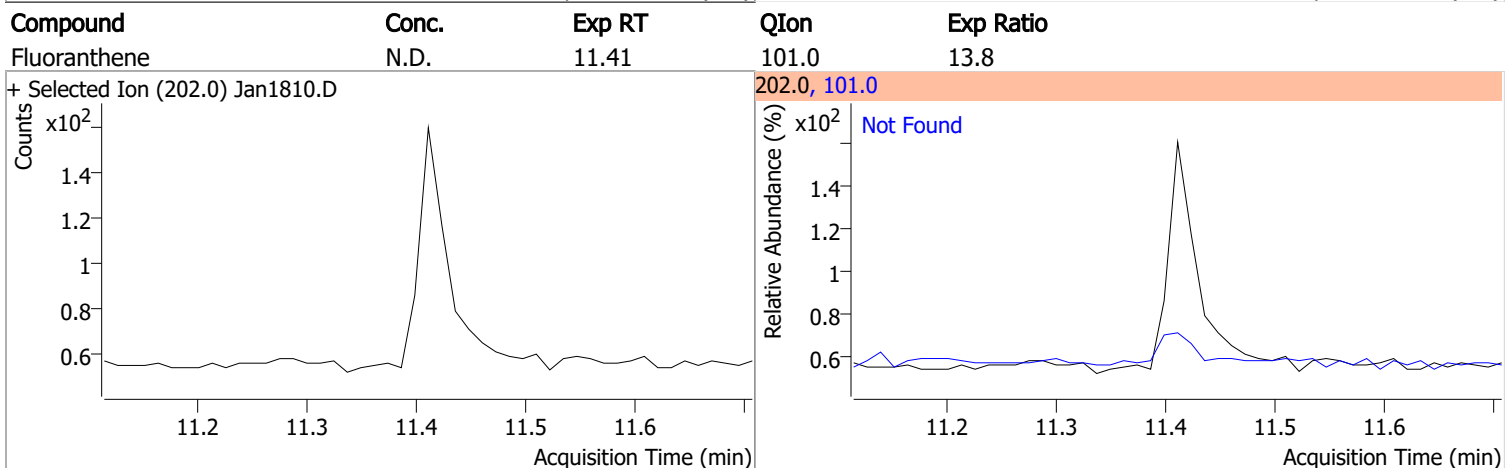 Compound Conc. Exp RT QIon Exp Ratio
Fluoranthene N.D. 11.41 101.0 13.8
+ Selected Ion (202.0) Jan1810.D
Counts
x10²
1.4
1.2
1
0.8
0.6
11.2 11.3 11.4 11.5 11.6
Acquisition Time (min)
202.0, 101.0
Relative Abundance (%)
x10²
Not Found
1.4
1.2
1
0.8
0.6
11.2 11.3 11.4 11.5 11.6
Acquisition Time (min)